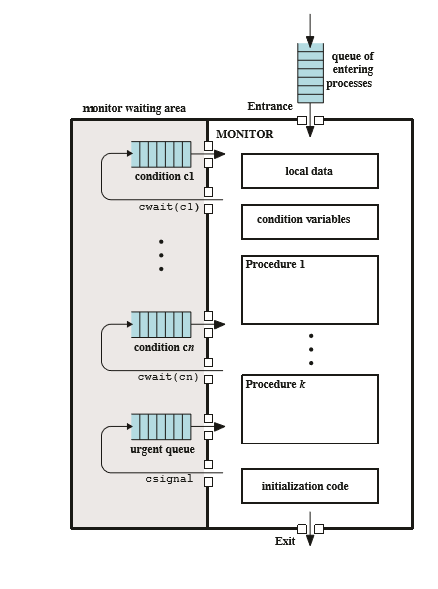 queue of
entering
processes
Entrance
monitor waiting area
MONITOR
condition c1
cwait(c1)
local data
condition variables
Procedure 1
condition cn
cwait(cn)
Procedure k
urgent queue
csignal
initialization code
Exit